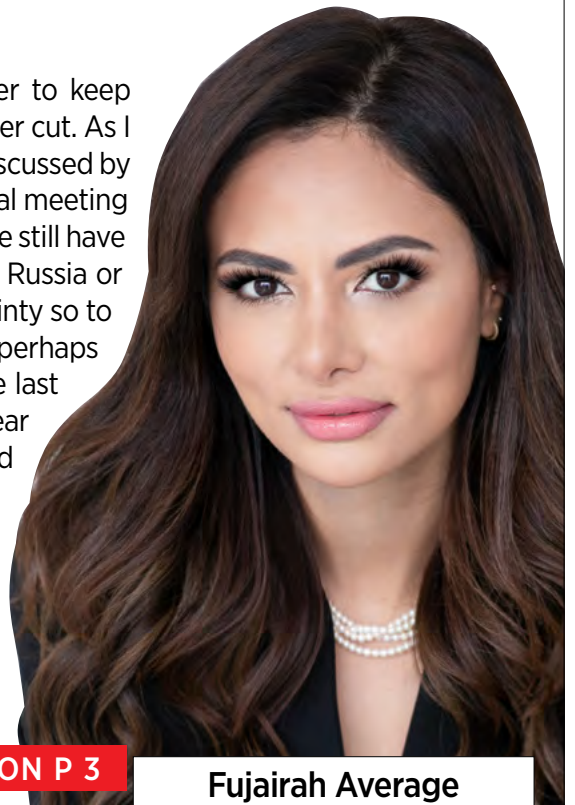 er to keep
er cut. As I
scussed by
al meeting
e still have
Russia or
inty so to
perhaps
e last
ear
d
ON P 3
Fujairah Average